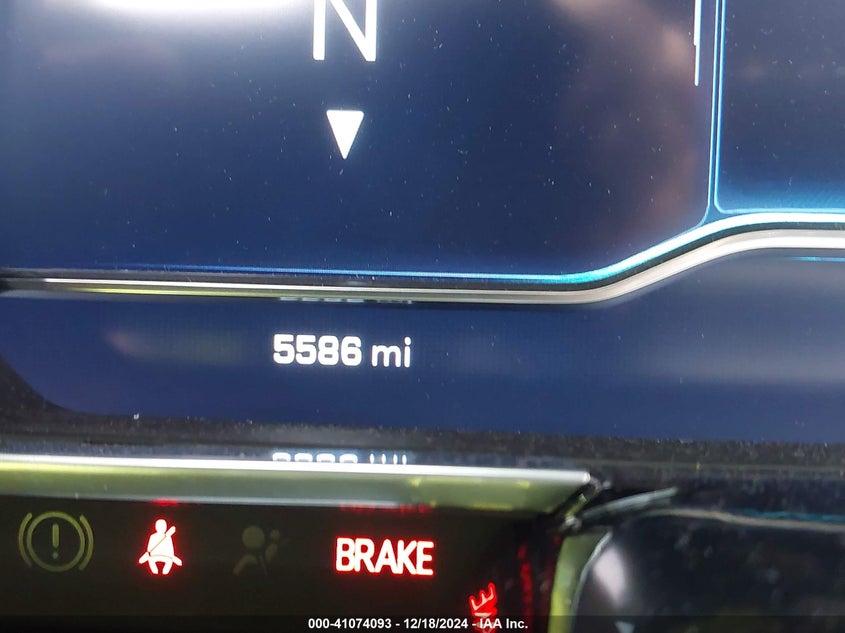 N
5586 mi
BRAKE
000-41074093 - 12/18/2024 - IAA Inc.